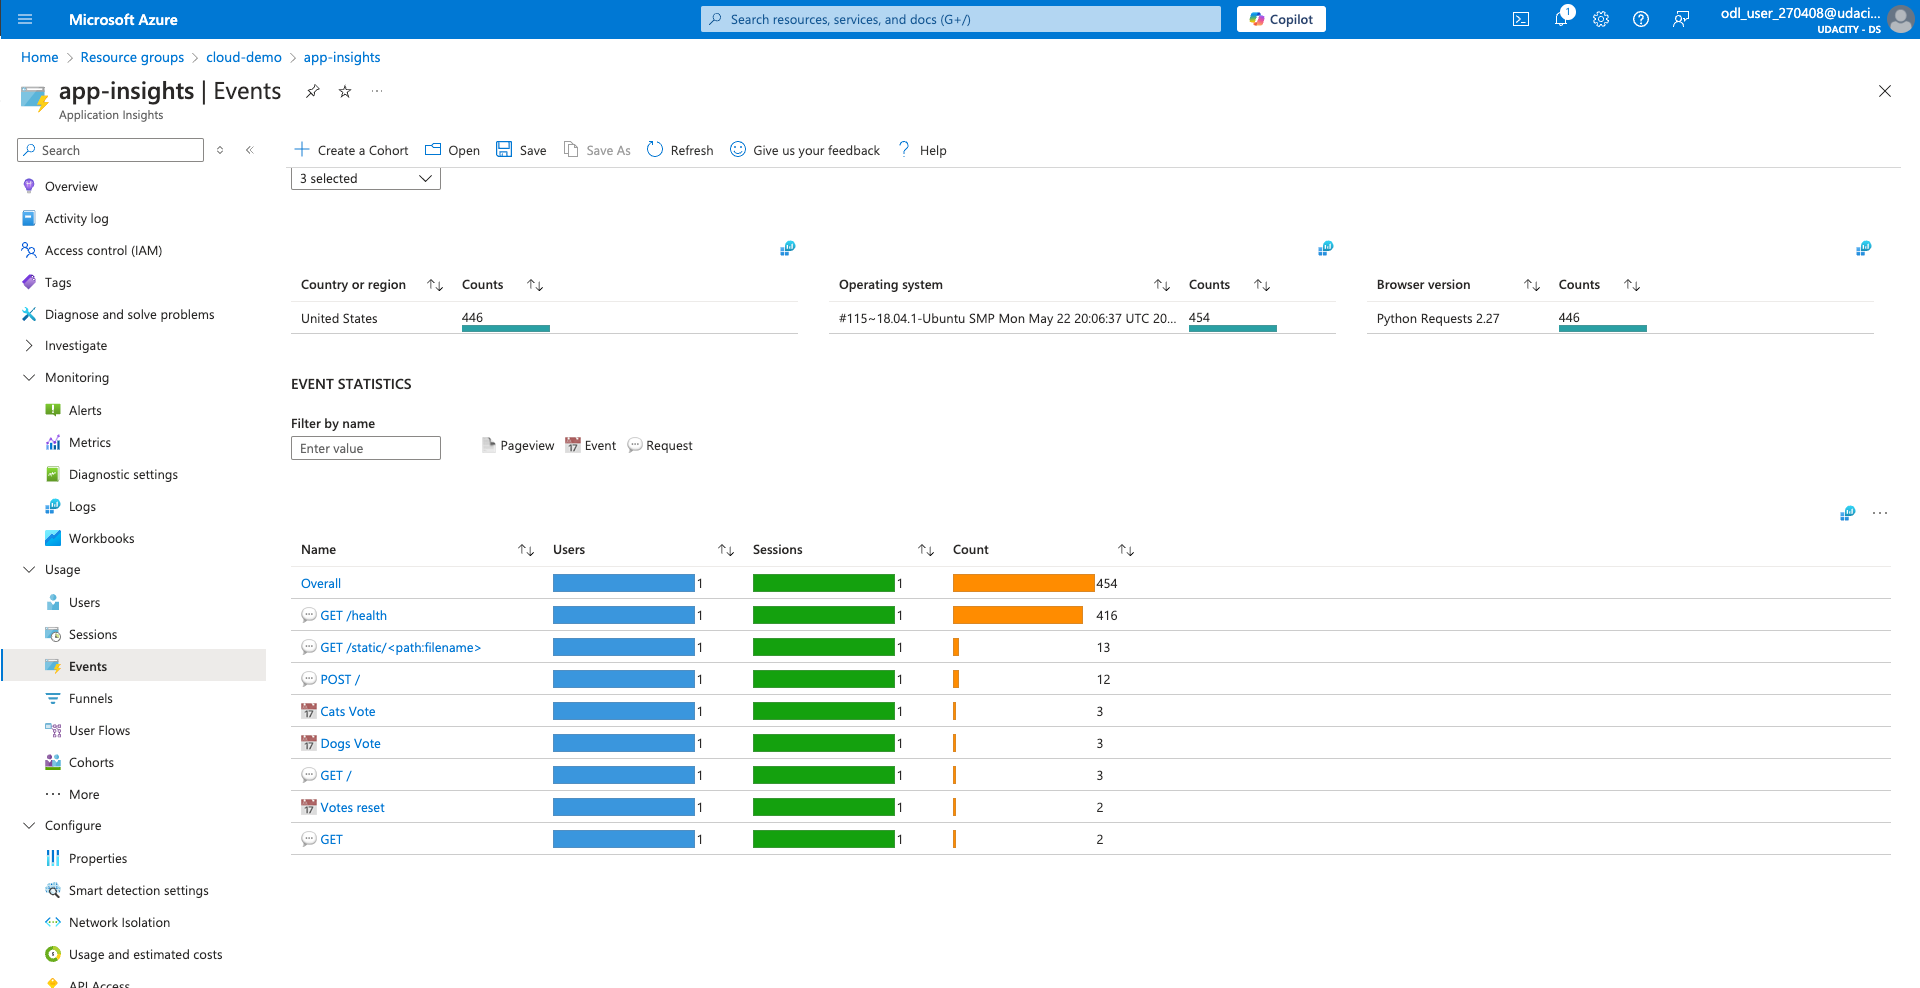 Microsoft Azure
Search resources, services, and docs (G+/)
Copilot
1
odl_user_270408@udaci...
UDACITY - DS
Home > Resource groups > cloud-demo > app-insights
app-insights | Events
Application Insights
Search
Create a Cohort
Open
Save
Save As
Refresh
Give us your feedback
Help
Overview
Activity log
Access control (IAM)
Tags
Diagnose and solve problems
Investigate
Monitoring
Alerts
Metrics
Diagnostic settings
Logs
Workbooks
Usage
Users
Sessions
Events
Funnels
User Flows
Cohorts
More
Configure
Properties
Smart detection settings
Network Isolation
Usage and estimated costs
API Access
3 selected
Country or region Counts
United States 446
Operating system Counts
#115~18.04.1-Ubuntu SMP Mon May 22 20:06:37 UTC 20... 454
Browser version Counts
Python Requests 2.27 446
EVENT STATISTICS
Filter by name
Enter value
Pageview Event Request
Name Users Sessions Count
Overall 1 1 454
GET /health 1 1 416
GET /static/<path:filename> 1 1 13
POST / 1 1 12
17 Cats Vote 1 1 3
17 Dogs Vote 1 1 3
GET / 1 1 3
17 Votes reset 1 1 2
GET 1 1 2